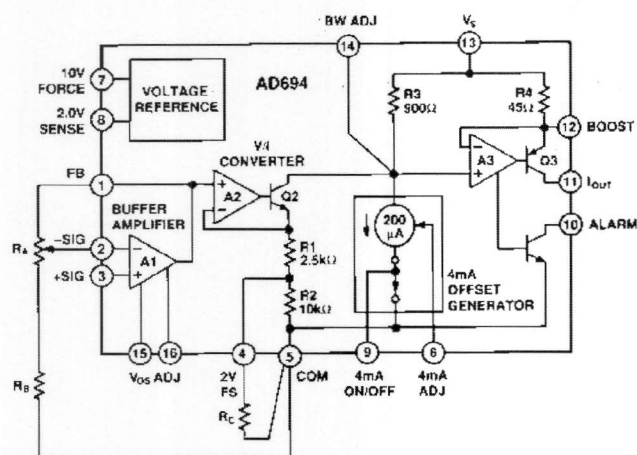 BW ADJ
Vs
14
13
7
10V
FORCE
VOLTAGE
REFERENCE
AD694
R3
900Ω
R4
45Ω
8
2.0V
SENSE
12
BOOST
V/I
CONVERTER
FB
1
A2
Q2
A3
Q3
11
IOUT
BUFFER
AMPLIFIER
200
μA
10
ALARM
RA
2
-SIG
3
+SIG
A1
R1
2.5kΩ
4mA
OFFSET
GENERATOR
R2
10kΩ
15
16
4
5
9
6
VOS ADJ
2V
FS
COM
4mA
ON/OFF
4mA
ADJ
RB
RC